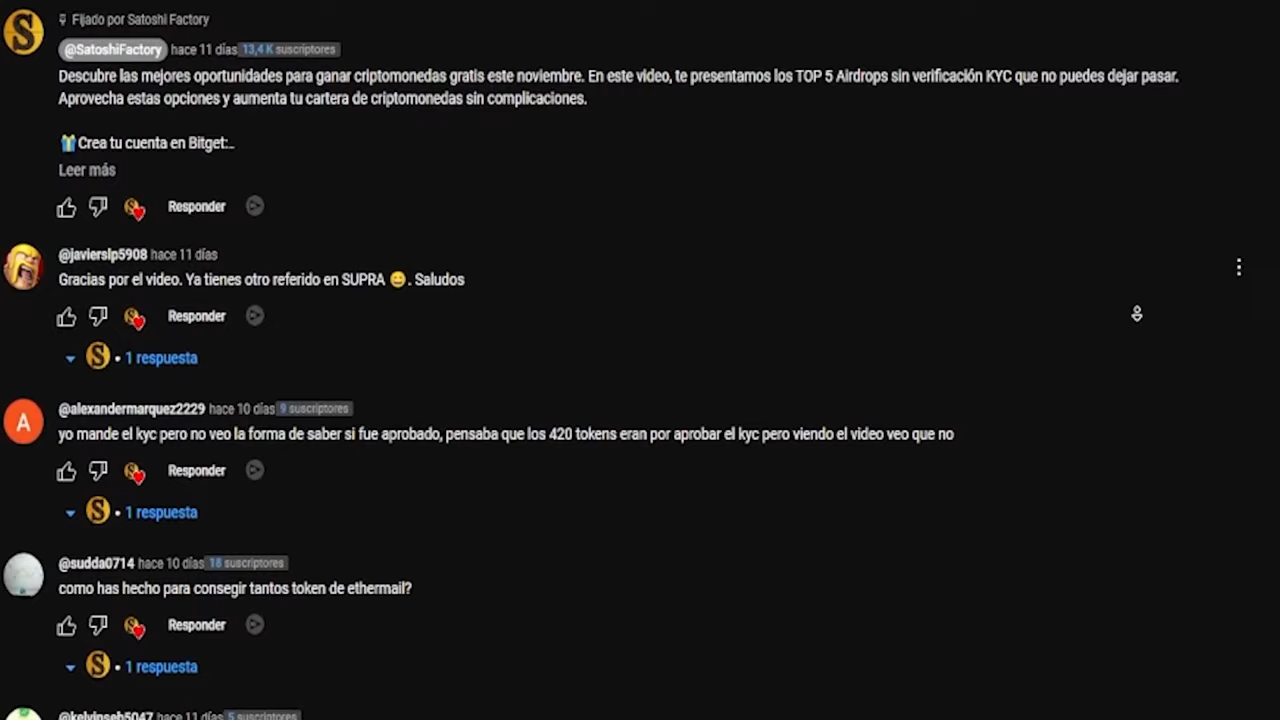 Fijado por Satoshi Factory
@SatoshiFactory hace 11 días 13,4 K suscriptores
Descubre las mejores oportunidades para ganar criptomonedas gratis este noviembre. En este video, te presentamos los TOP 5 Airdrops sin verificación KYC que no puedes dejar pasar.
Aprovecha estas opciones y aumenta tu cartera de criptomonedas sin complicaciones.
Crea tu cuenta en Bitget:...
Leer más
Responder
@javierslp5908 hace 11 días
Gracias por el video. Ya tienes otro referido en SUPRA 😄. Saludos
Responder
S • 1 respuesta
A
@alexandermarquez2229 hace 10 días 9 suscriptores
yo mande el kyc pero no veo la forma de saber si fue aprobado, pensaba que los 420 tokens eran por aprobar el kyc pero viendo el video veo que no
Responder
S • 1 respuesta
@sudda0714 hace 10 días 18 suscriptores
como has hecho para consegir tantos token de ethermail?
Responder
S • 1 respuesta
@kelvinseb5047 hace 11 días 5 suscriptores